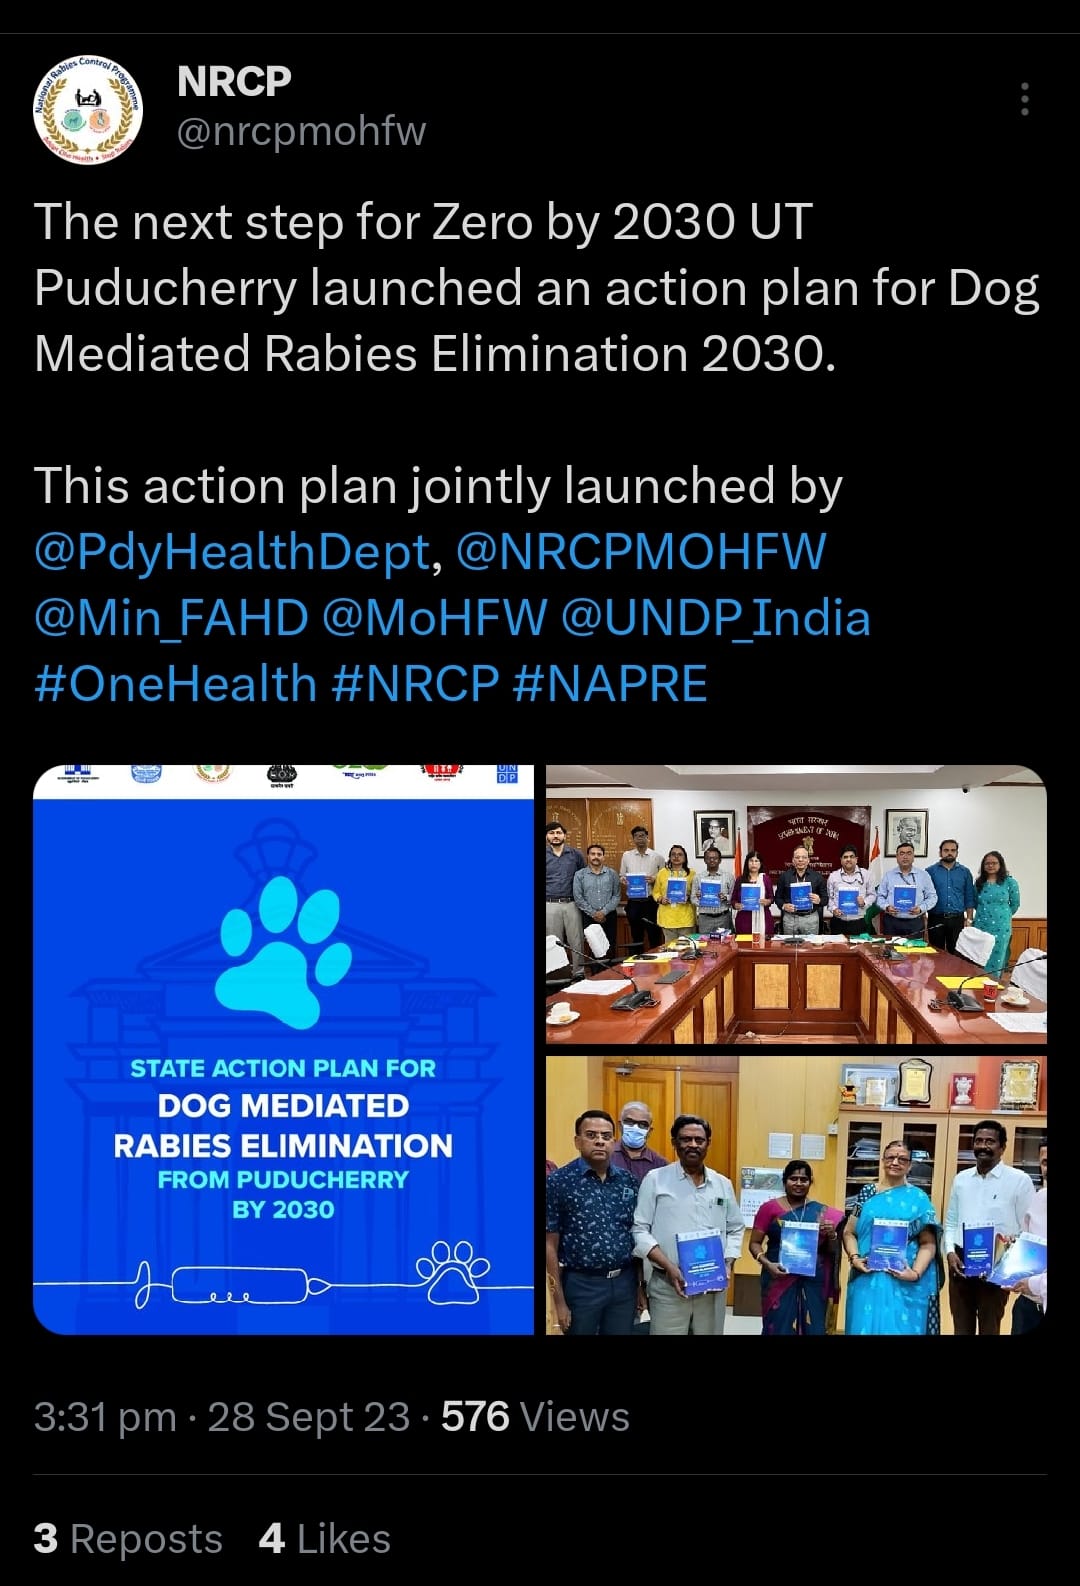 National Rabies Control Programme
NRCP
@nrcpmohfw
The next step for Zero by 2030 UT
Puducherry launched an action plan for Dog
Mediated Rabies Elimination 2030.
This action plan jointly launched by
@PdyHealthDept, @NRCPMOHFW
@Min_FAHD @MoHFW @UNDP_India
#OneHealth #NRCP #NAPRE
UN
DP
STATE ACTION PLAN FOR
DOG MEDIATED
RABIES ELIMINATION
FROM PUDUCHERRY
BY 2030
भारत सरकार
GOVERNMENT OF INDIA
3:31 pm · 28 Sept 23 · 576 Views
3 Reposts 4 Likes